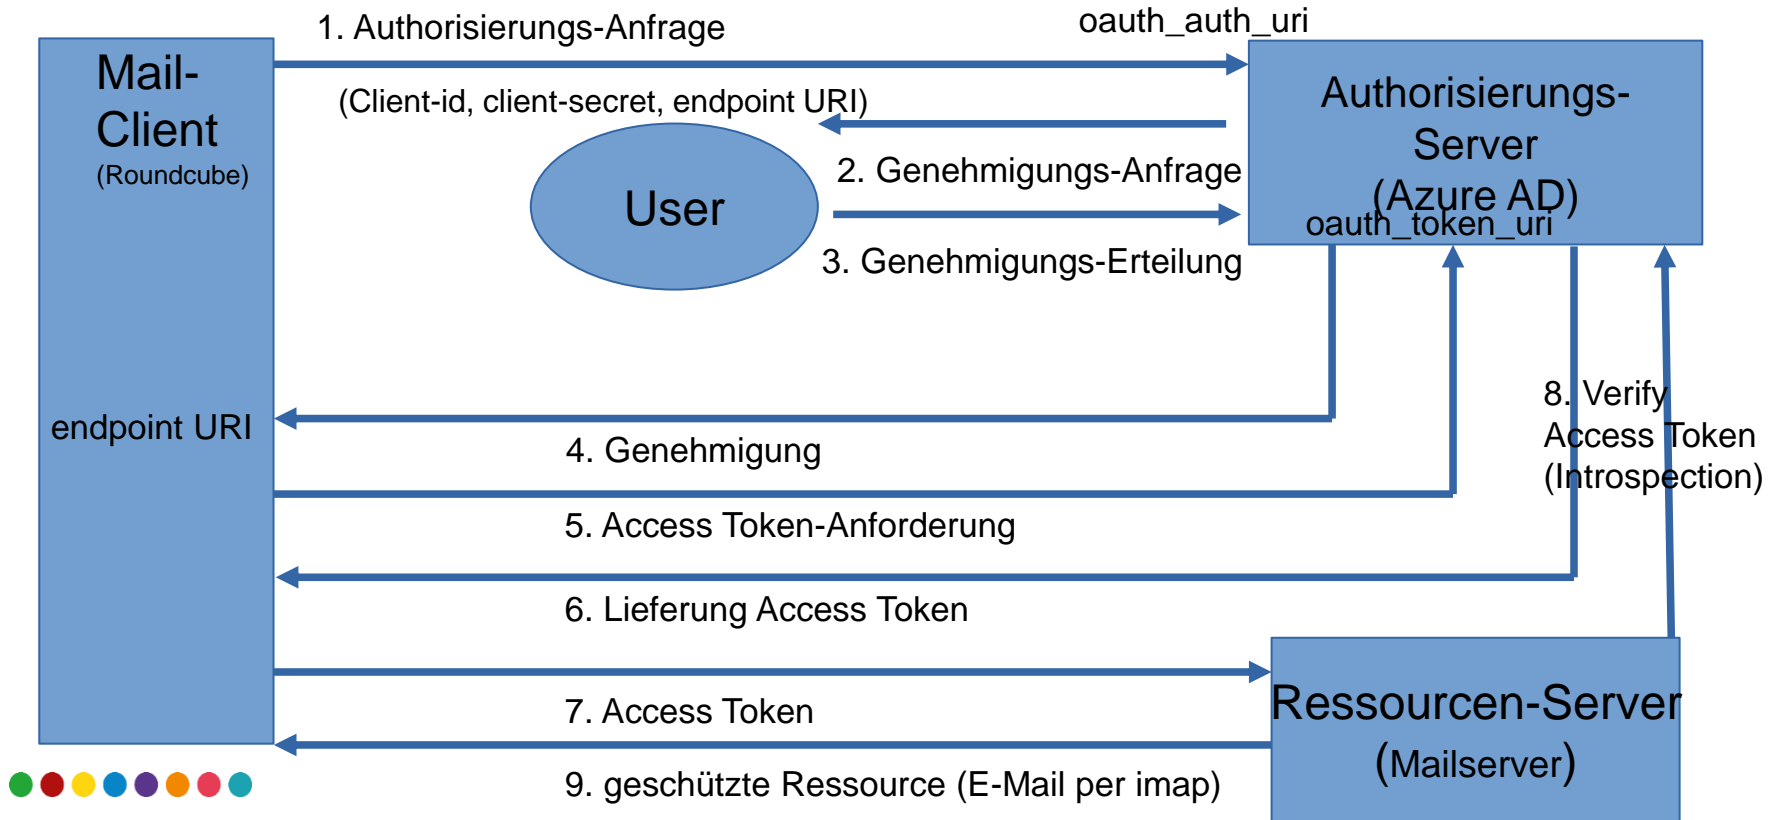 1. Authorisierungs-Anfrage
oauth_auth_uri
Mail-
Client
(Roundcube)
(Client-id, client-secret, endpoint URI)
Authorisierungs-
Server
(Azure AD)
oauth_token_uri
User
2. Genehmigungs-Anfrage
3. Genehmigungs-Erteilung
endpoint URI
4. Genehmigung
8. Verify
Access Token
(Introspection)
5. Access Token-Anforderung
6. Lieferung Access Token
7. Access Token
Ressourcen-Server
(Mailserver)
9. geschützte Ressource (E-Mail per imap)